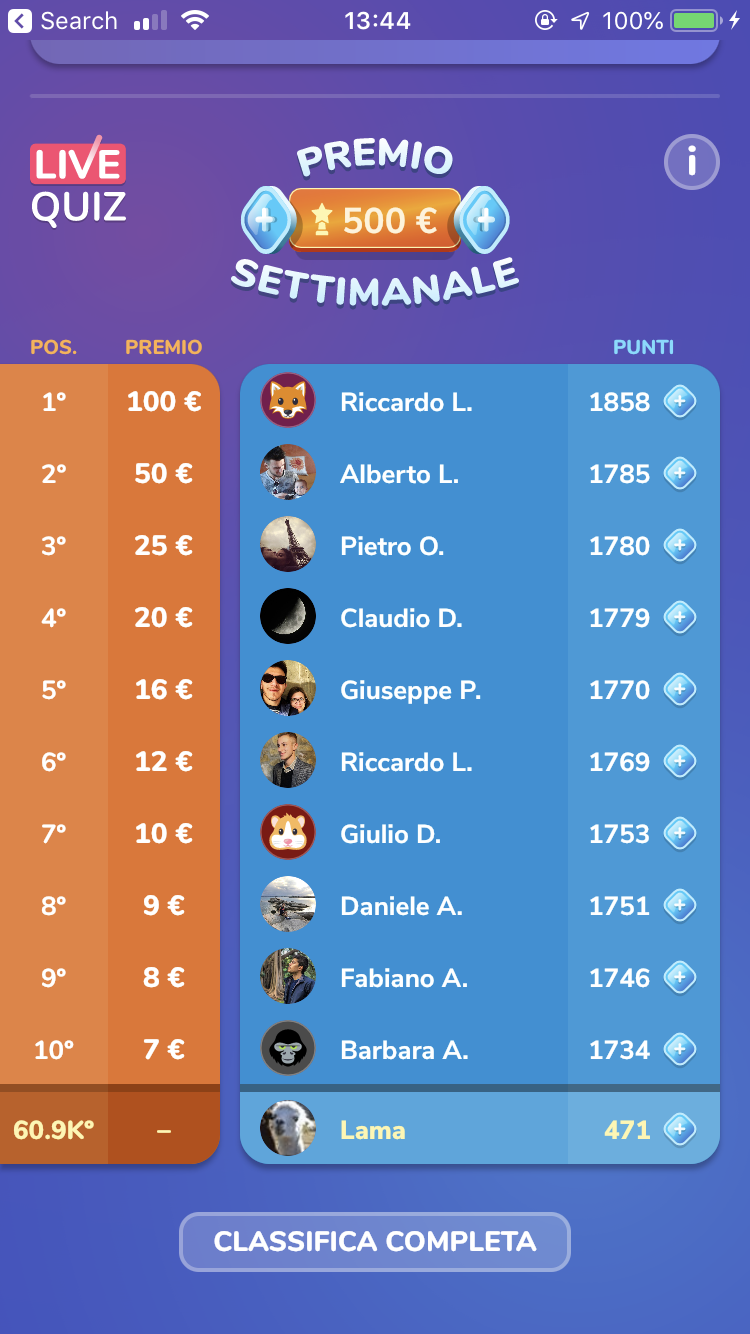 Search 13:44 100%
LIVE
QUIZ
PREMIO
500 €
SETTIMANALE
i
POS. PREMIO PUNTI
1° 100 € Riccardo L. 1858
2° 50 € Alberto L. 1785
3° 25 € Pietro O. 1780
4° 20 € Claudio D. 1779
5° 16 € Giuseppe P. 1770
6° 12 € Riccardo L. 1769
7° 10 € Giulio D. 1753
8° 9 € Daniele A. 1751
9° 8 € Fabiano A. 1746
10° 7 € Barbara A. 1734
60.9K° – Lama 471
CLASSIFICA COMPLETA